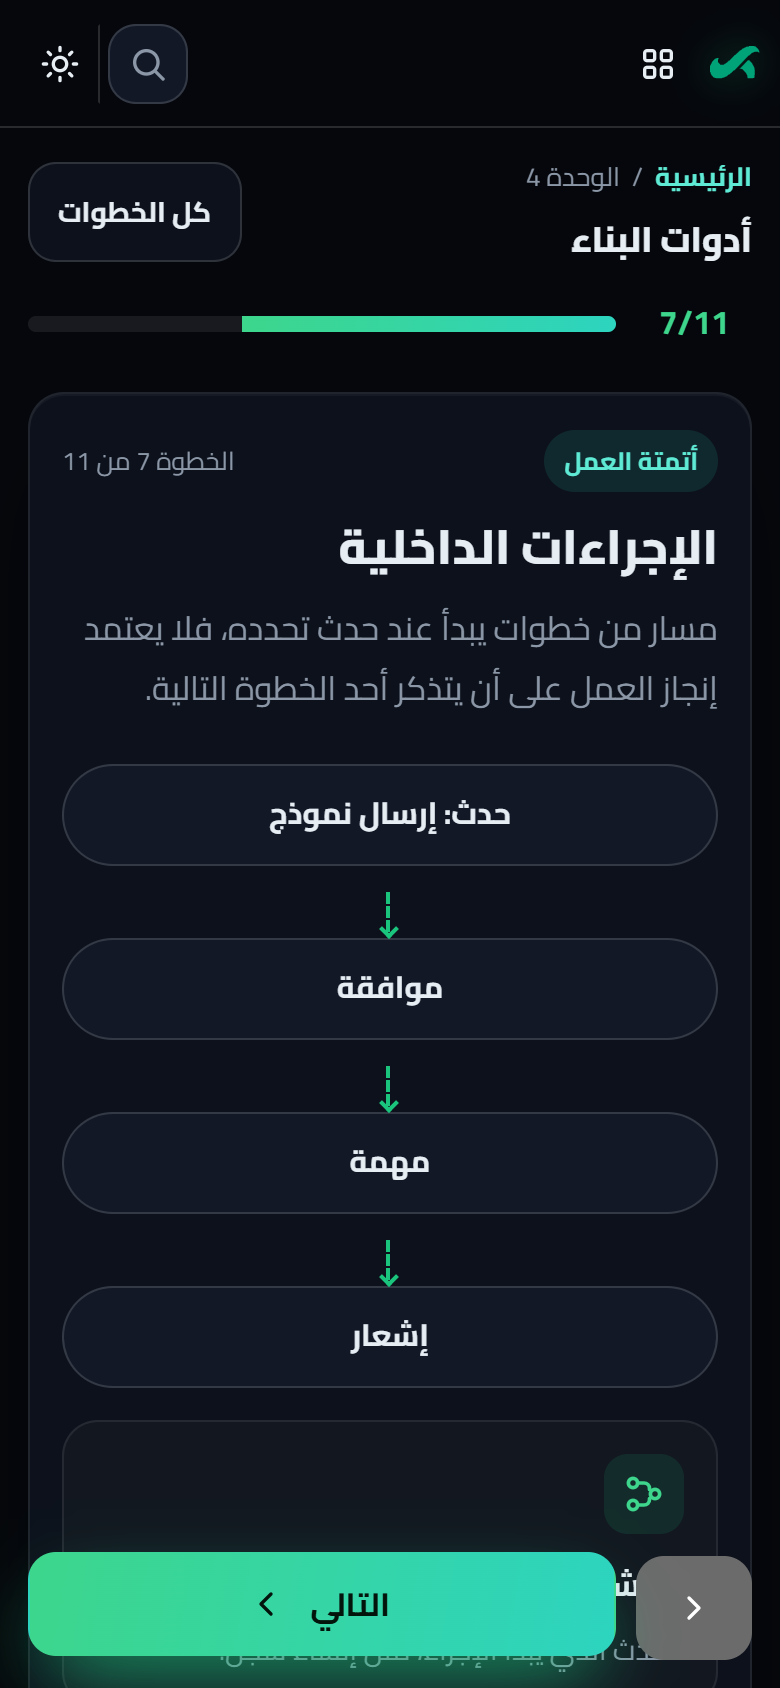 الرئيسية / الوحدة 4
أدوات البناء
كل الخطوات
7/11
أتمتة العمل
الخطوة 7 من 11
الإجراءات الداخلية
مسار من خطوات يبدأ عند حدث تحدده، فلا يعتمد
إنجاز العمل على أن يتذكر أحد الخطوة التالية.
حدث: إرسال نموذج
موافقة
مهمة
إشعار
التالي